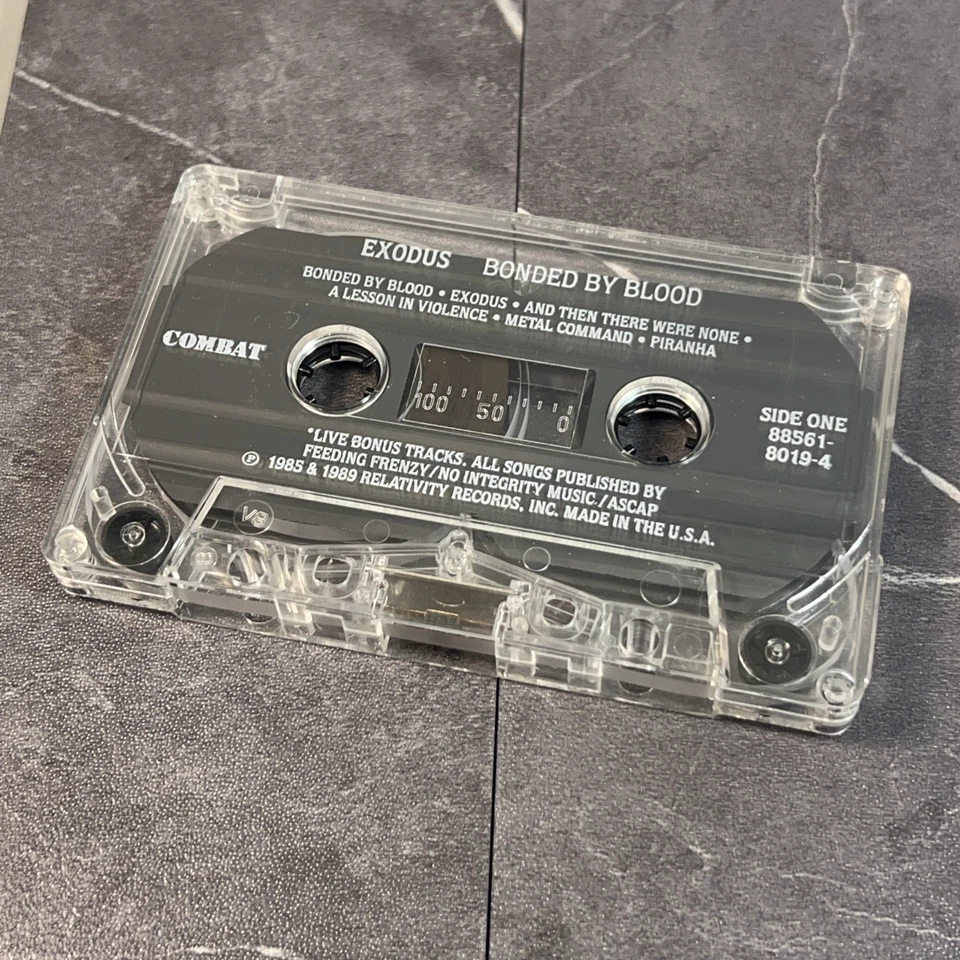 EXODUS BONDED BY BLOOD
BONDED BY BLOOD • EXODUS • AND THEN THERE WERE NONE •
A LESSON IN VIOLENCE • METAL COMMAND • PIRANHA
COMBAT
100 50 0
SIDE ONE
88561-
8019-4
*LIVE BONUS TRACKS. ALL SONGS PUBLISHED BY
FEEDING FRENZY/NO INTEGRITY MUSIC./ASCAP
Ⓟ 1985 & 1989 RELATIVITY RECORDS, INC. MADE IN THE U.S.A.